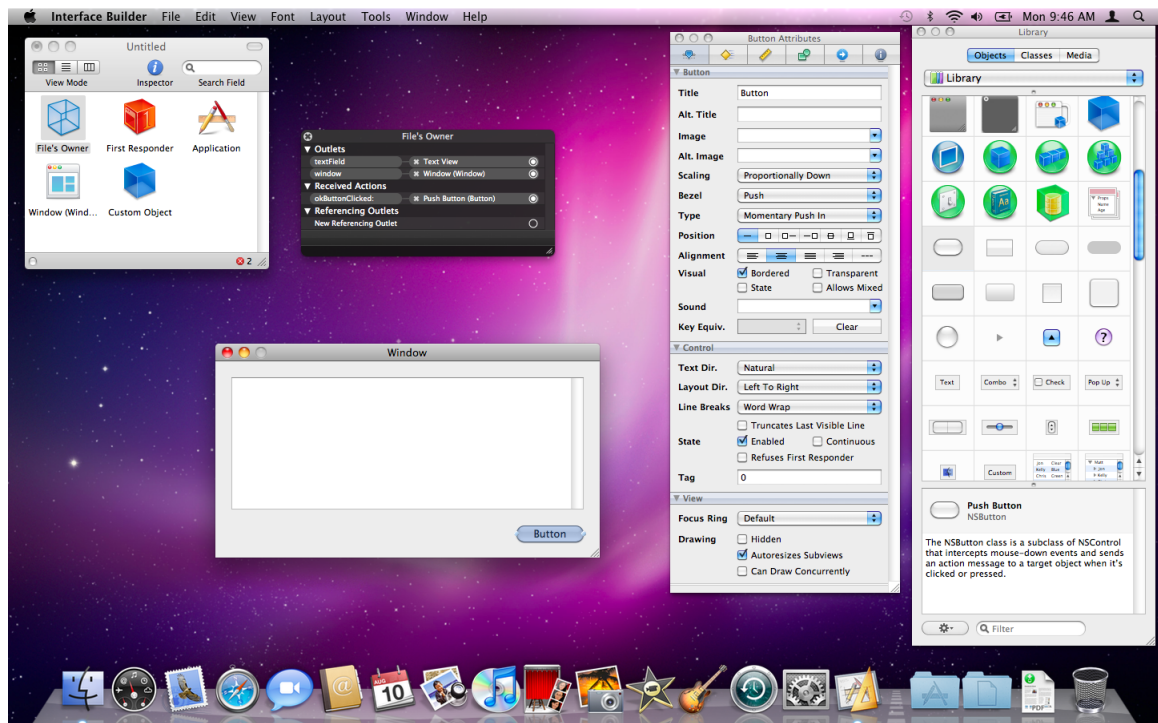 Interface Builder File Edit View Font Layout Tools Window Help
Mon 9:46 AM
Untitled
View Mode Inspector Search Field
File's Owner First Responder Application
Window (Wind... Custom Object
2
File's Owner
Outlets
textField Text View
window Window (Window)
Received Actions
okButtonClicked: Push Button (Button)
Referencing Outlets
New Referencing Outlet
Window
Button
Button Attributes
Button
Title Button
Alt. Title
Image
Alt. Image
Scaling Proportionally Down
Bezel Push
Type Momentary Push In
Position
Alignment
Visual Bordered Transparent
State Allows Mixed
Sound
Key Equiv. Clear
Control
Text Dir. Natural
Layout Dir. Left To Right
Line Breaks Word Wrap
Truncates Last Visible Line
State Enabled Continuous
Refuses First Responder
Tag 0
View
Focus Ring Default
Drawing Hidden
Autoresizes Subviews
Can Draw Concurrently
Library
Objects Classes Media
Library
Aa
Props
Name
Age
?
Text Combo Check Pop Up
Custom
Push Button
NSButton
The NSButton class is a subclass of NSControl
that intercepts mouse-down events and sends
an action message to a target object when it's
clicked or pressed.
Filter
AUG
10
PDF